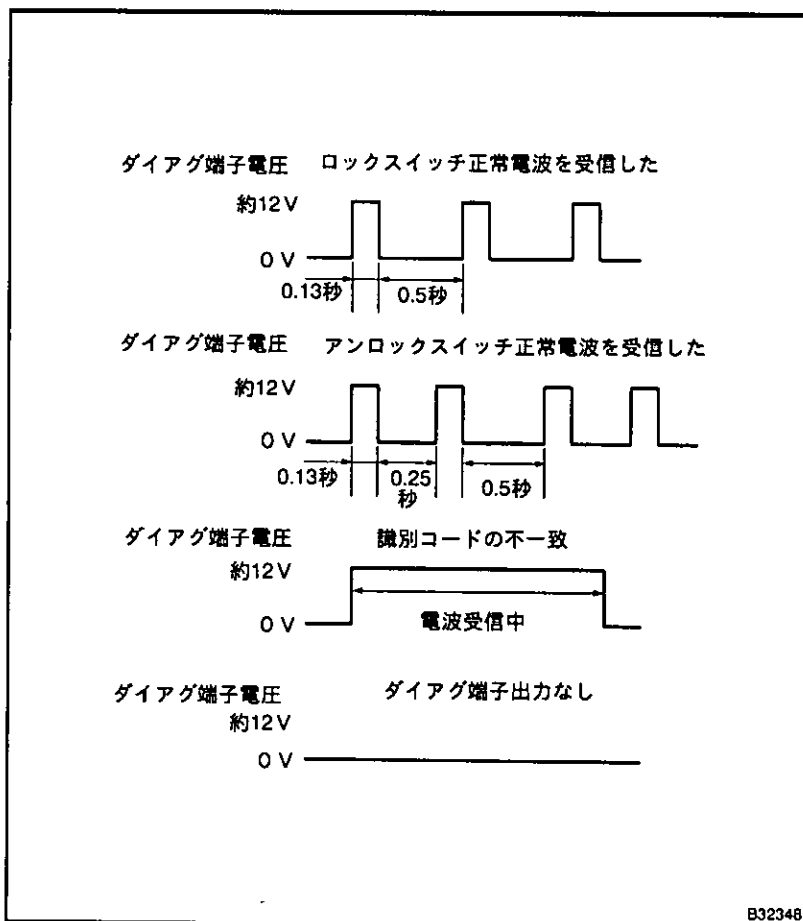 ダイアグ端子電圧 ロックスイッチ正常電波を受信した
約12V
0 V
0.13秒 0.5秒
ダイアグ端子電圧 アンロックスイッチ正常電波を受信した
約12V
0 V
0.13秒 0.25 0.5秒
秒
ダイアグ端子電圧 識別コードの不一致
約12V
電波受信中
0 V
ダイアグ端子電圧 ダイアグ端子出力なし
約12V
0 V
B32348